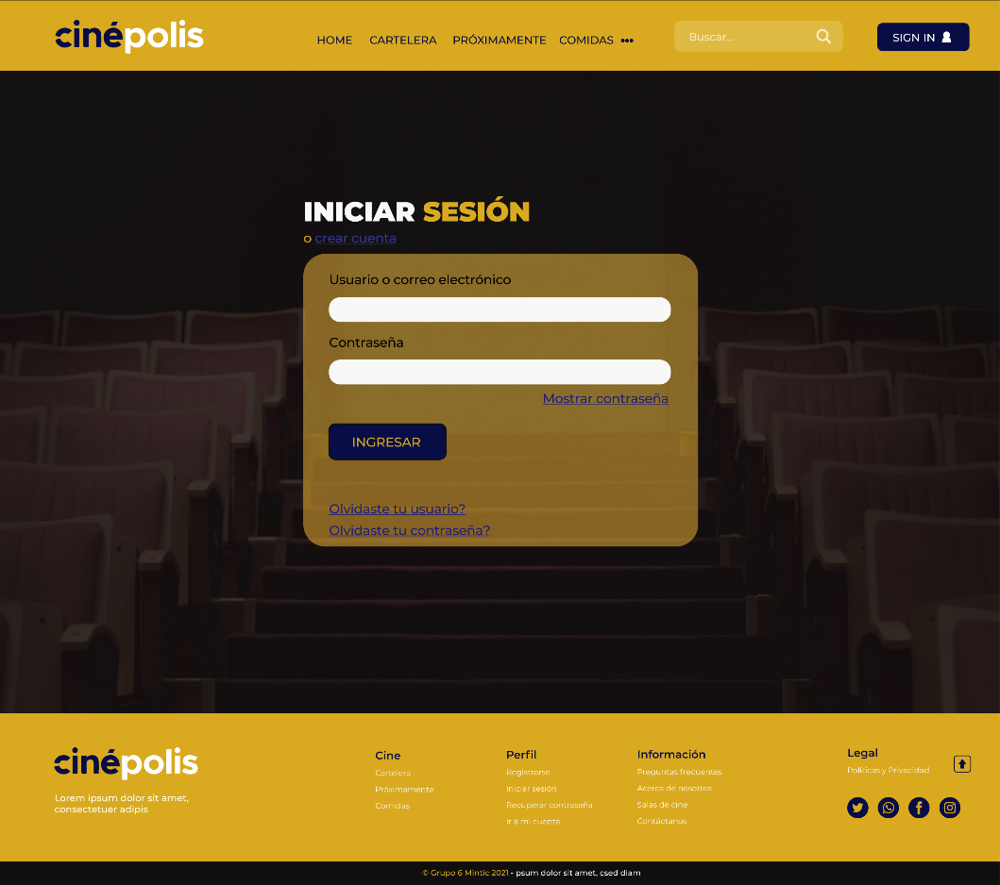 cinépolis
HOME CARTELERA PRÓXIMAMENTE COMIDAS •••
Buscar...
SIGN IN
INICIAR SESIÓN
o crear cuenta
Usuario o correo electrónico
Contraseña
Mostrar contraseña
INGRESAR
Olvidaste tu usuario?
Olvidaste tu contraseña?
cinépolis
Lorem ipsum dolor sit amet,
consectetuer adipis
Cine
Cartelera
Próximamente
Comidas
Perfil
Registrarse
Iniciar sesión
Recuperar contraseña
Ir a mi cuenta
Información
Preguntas frecuentes
Acerca de nosotros
Salas de cine
Contáctanos
Legal
Políticas y Privacidad
© Grupo 6 Mintic 2021 - psum dolor sit amet, csed diam